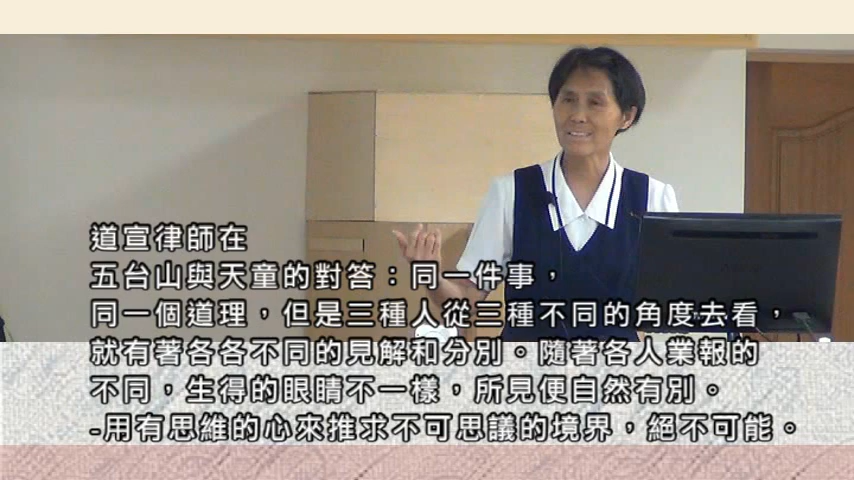 道宣律師在
五台山與天童的對答：同一件事，
同一個道理，但是三種人從三種不同的角度去看，
就有著各各不同的見解和分別。隨著各人業報的
不同，生得的眼睛不一樣，所見便自然有別。
-用有思維的心來推求不可思議的境界，絕不可能。